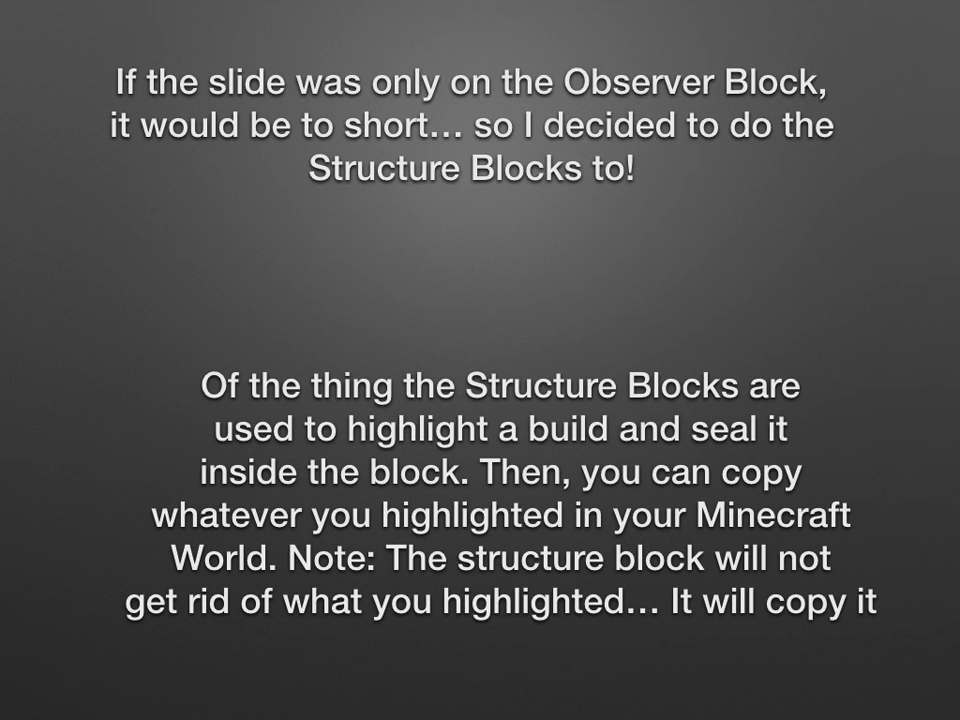 If the slide was only on the Observer Block,
it would be to short… so I decided to do the
Structure Blocks to!
Of the thing the Structure Blocks are
used to highlight a build and seal it
inside the block. Then, you can copy
whatever you highlighted in your Minecraft
World. Note: The structure block will not
get rid of what you highlighted… It will copy it